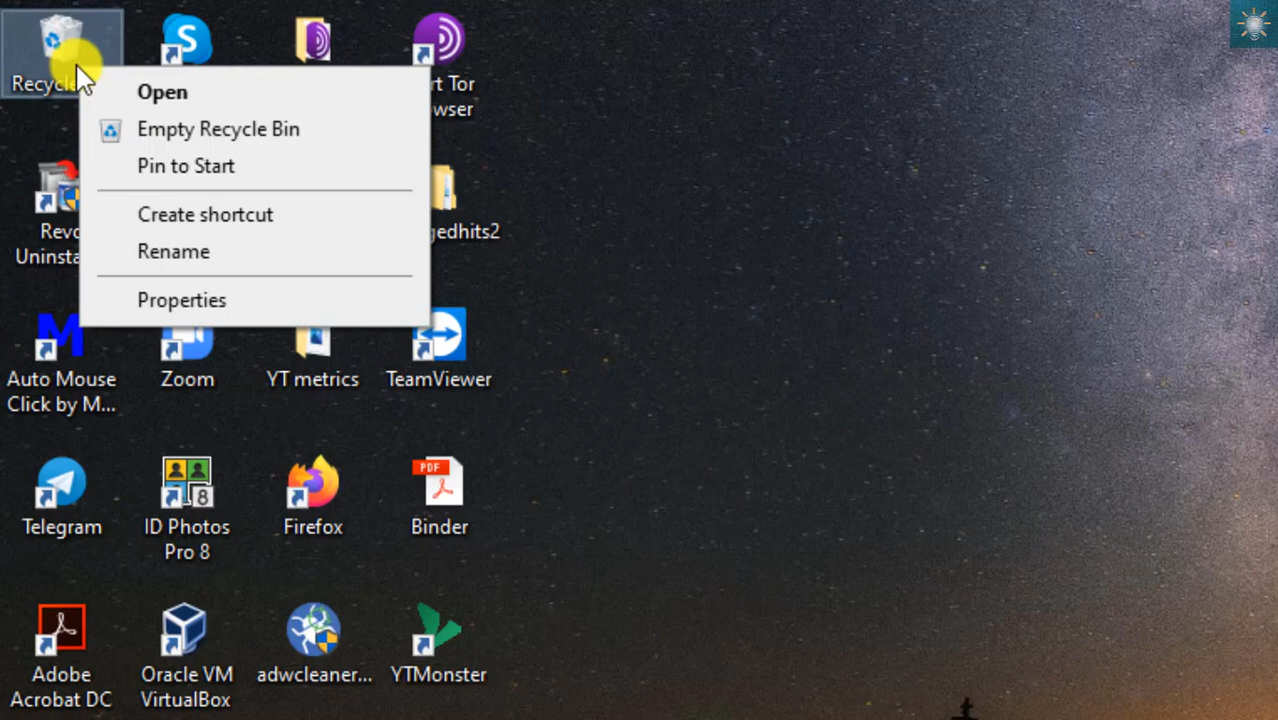 Recycle
rt Tor
wser
Open
Empty Recycle Bin
Pin to Start
Create shortcut
Rename
Properties
Revo
Uninsta
gedhits2
Auto Mouse
Click by M...
Zoom
YT metrics
TeamViewer
Telegram
ID Photos
Pro 8
Firefox
PDF
Binder
Adobe
Acrobat DC
Oracle VM
VirtualBox
adwcleaner...
YTMonster